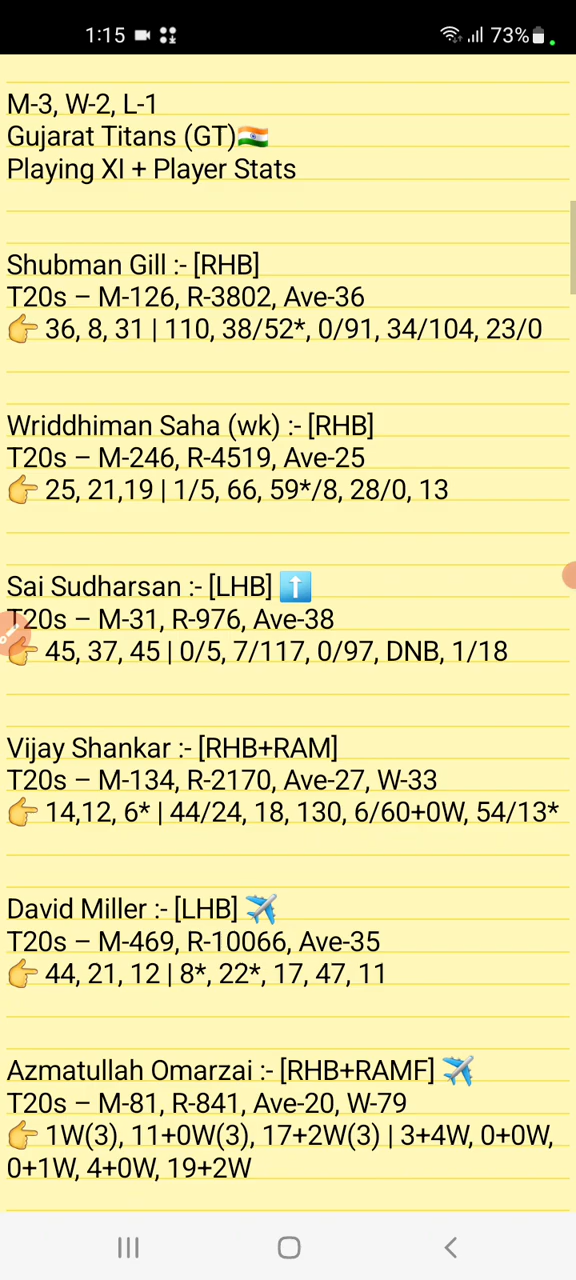 1:15
73%
M-3, W-2, L-1
Gujarat Titans (GT)🇮🇳
Playing XI + Player Stats
Shubman Gill :- [RHB]
T20s – M-126, R-3802, Ave-36
👉 36, 8, 31 | 110, 38/52*, 0/91, 34/104, 23/0
Wriddhiman Saha (wk) :- [RHB]
T20s – M-246, R-4519, Ave-25
👉 25, 21,19 | 1/5, 66, 59*/8, 28/0, 13
Sai Sudharsan :- [LHB] ⬆️
T20s – M-31, R-976, Ave-38
👉 45, 37, 45 | 0/5, 7/117, 0/97, DNB, 1/18
Vijay Shankar :- [RHB+RAM]
T20s – M-134, R-2170, Ave-27, W-33
👉 14,12, 6* | 44/24, 18, 130, 6/60+0W, 54/13*
David Miller :- [LHB] ✈️
T20s – M-469, R-10066, Ave-35
👉 44, 21, 12 | 8*, 22*, 17, 47, 11
Azmatullah Omarzai :- [RHB+RAMF] ✈️
T20s – M-81, R-841, Ave-20, W-79
👉 1W(3), 11+0W(3), 17+2W(3) | 3+4W, 0+0W,
0+1W, 4+0W, 19+2W